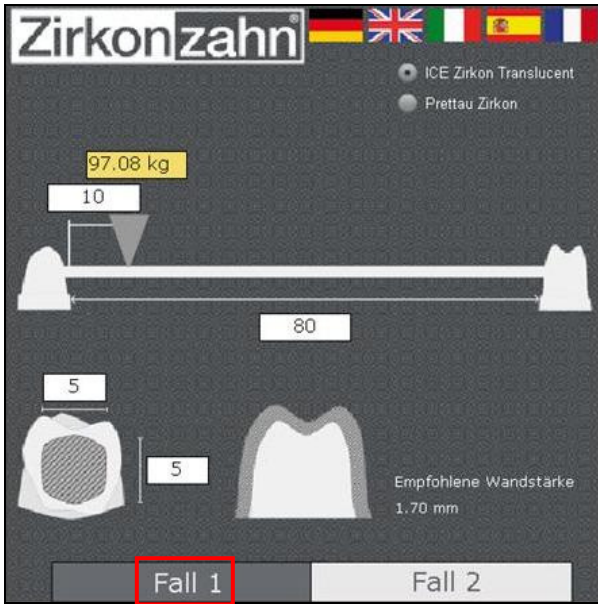 Zirkonzahn
ICE Zirkon Translucent
Prettau Zirkon
97.08 kg
10
80
5
5
Empfohlene Wandstärke
1.70 mm
Fall 1
Fall 2